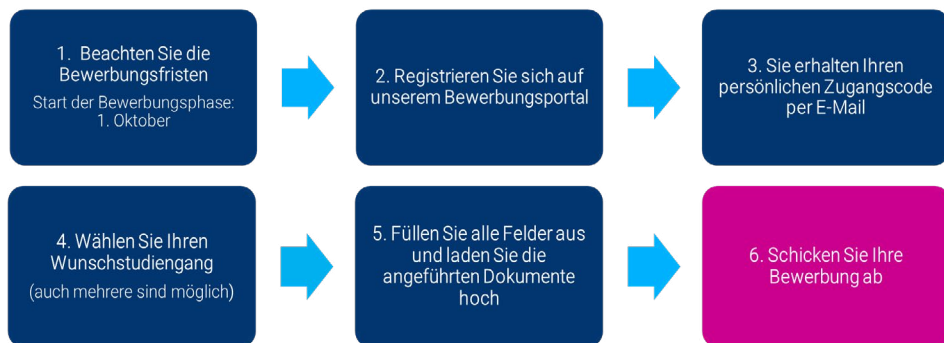 1. Beachten Sie die
Bewerbungsfristen
Start der Bewerbungsphase:
1. Oktober
2. Registrieren Sie sich auf
unserem Bewerbungsportal
3. Sie erhalten Ihren
persönlichen Zugangscode
per E-Mail
4. Wählen Sie Ihren
Wunschstudiengang
(auch mehrere sind möglich)
5. Füllen Sie alle Felder aus
und laden Sie die
angeführten Dokumente
hoch
6. Schicken Sie Ihre
Bewerbung ab